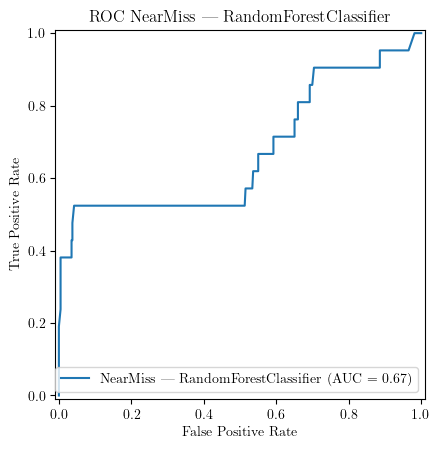 ROC NearMiss — RandomForestClassifier
1.0
0.8
0.6
0.4
0.2
0.0
True Positive Rate
NearMiss — RandomForestClassifier (AUC = 0.67)
0.0 0.2 0.4 0.6 0.8 1.0
False Positive Rate